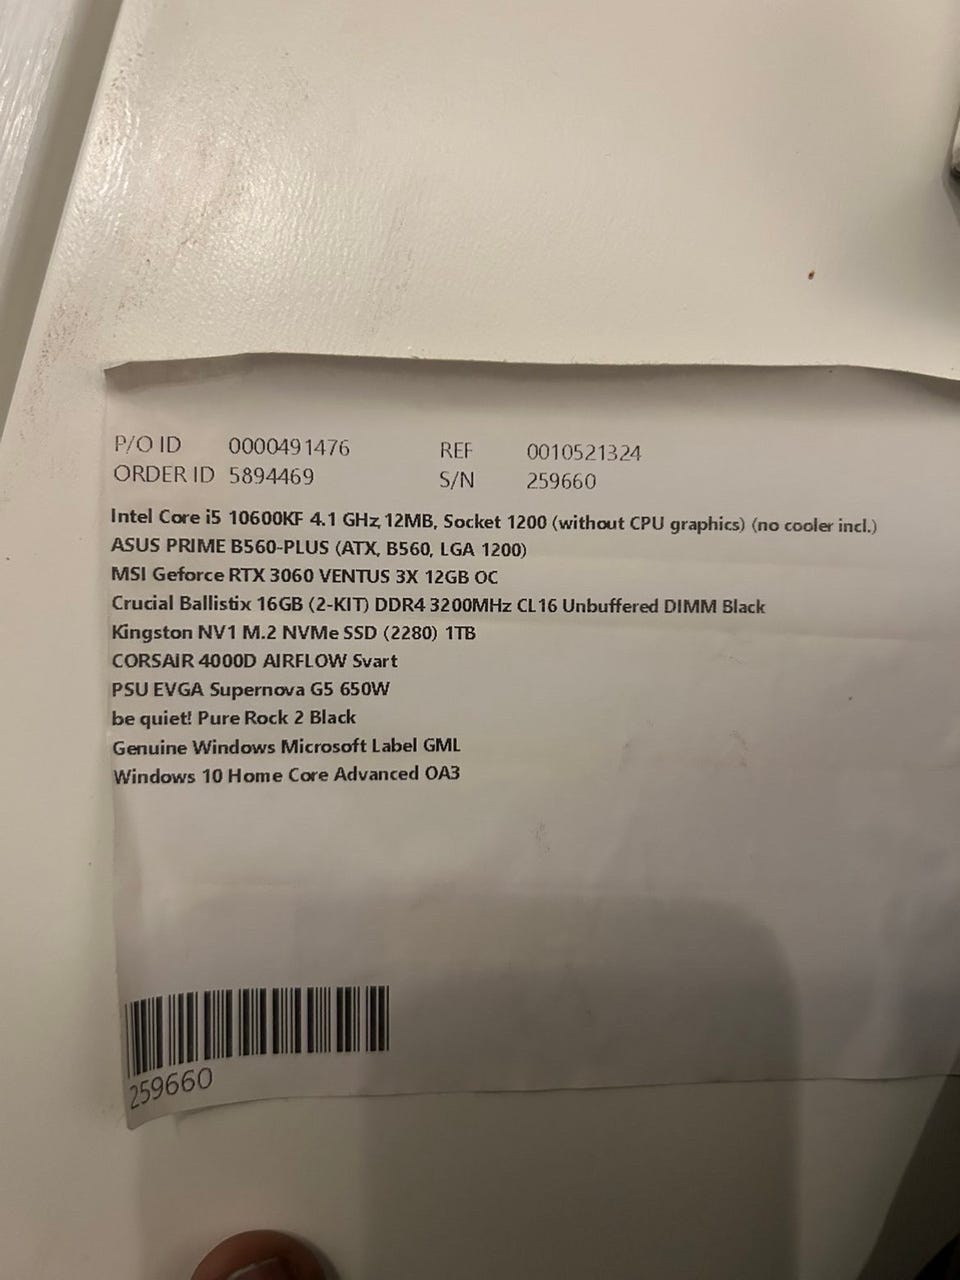 P/O ID 0000491476 REF 0010521324
ORDER ID 5894469 S/N 259660
Intel Core i5 10600KF 4.1 GHz, 12MB, Socket 1200 (without CPU graphics) (no cooler incl.)
ASUS PRIME B560-PLUS (ATX, B560, LGA 1200)
MSI Geforce RTX 3060 VENTUS 3X 12GB OC
Crucial Ballistix 16GB (2-KIT) DDR4 3200MHz CL16 Unbuffered DIMM Black
Kingston NV1 M.2 NVMe SSD (2280) 1TB
CORSAIR 4000D AIRFLOW Svart
PSU EVGA Supernova G5 650W
be quiet! Pure Rock 2 Black
Genuine Windows Microsoft Label GML
Windows 10 Home Core Advanced OA3
259660